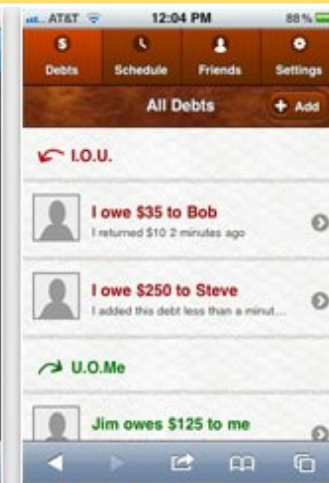 AT&T 12:04 PM 88%
Debts Schedule Friends Settings
All Debts + Add
I.O.U.
I owe $35 to Bob
I returned $10 2 minutes ago
I owe $250 to Steve
I added this debt less than a minut...
U.O.Me
Jim owes $125 to me